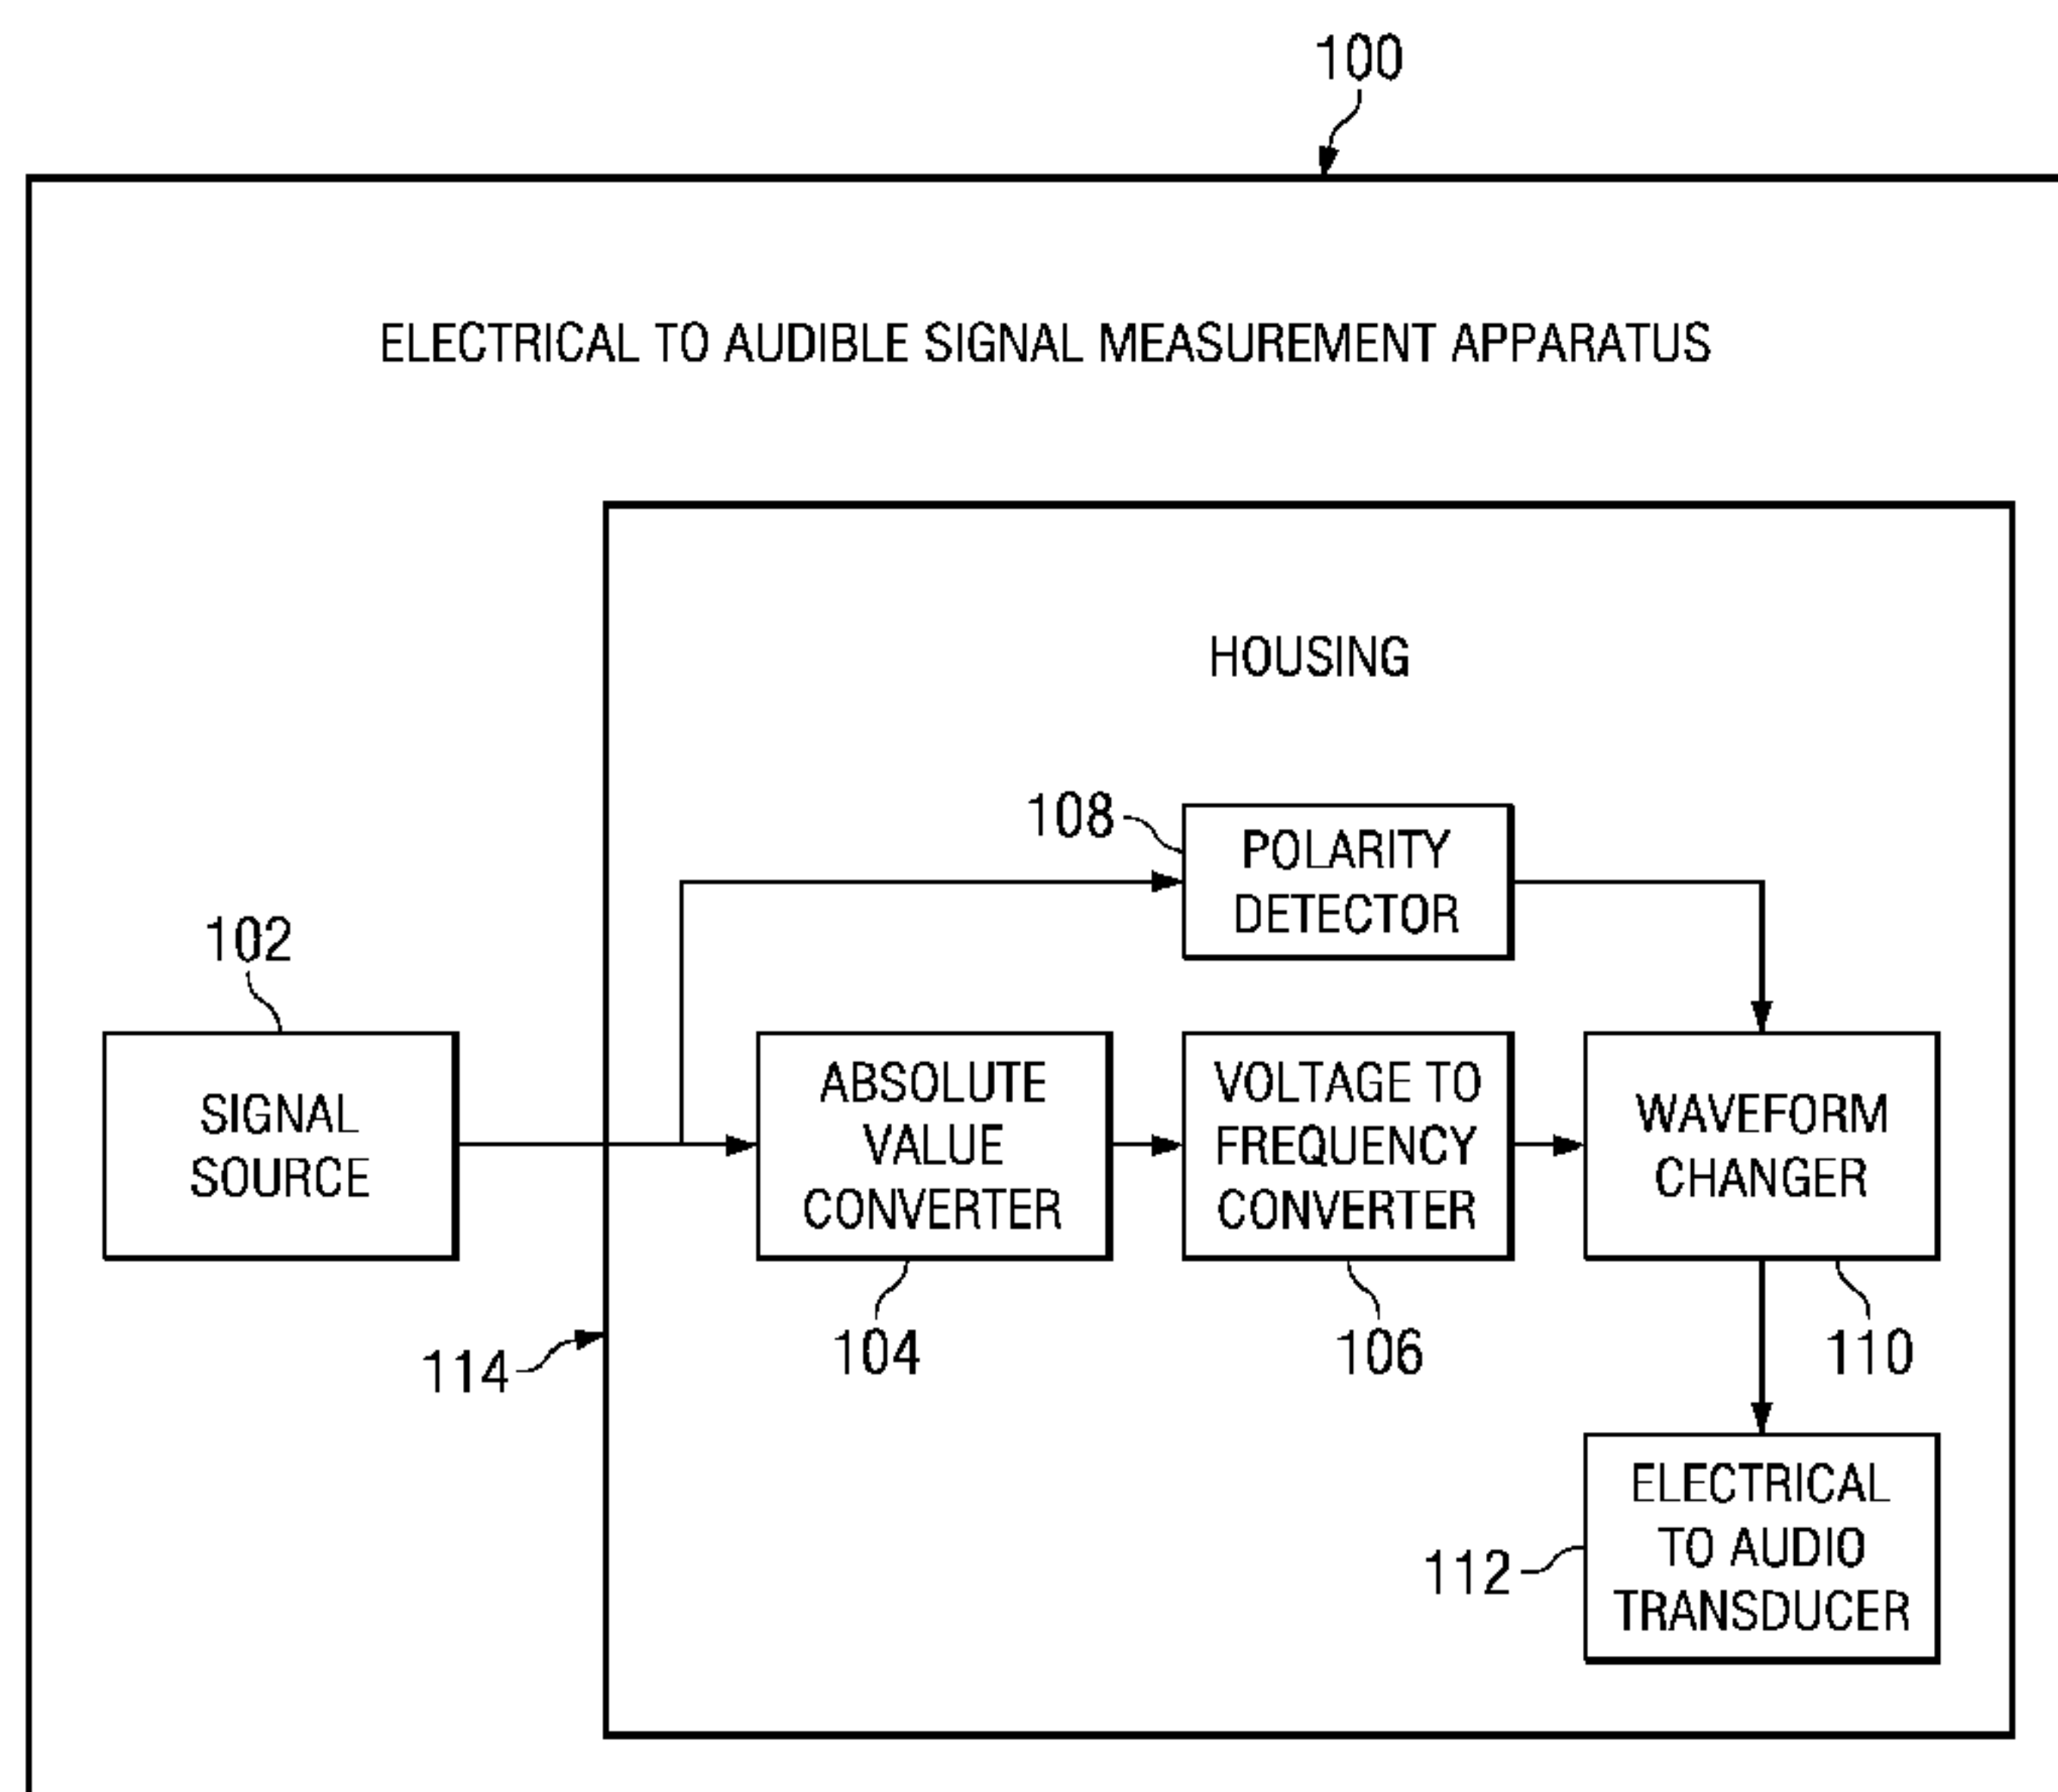 100
ELECTRICAL TO AUDIBLE SIGNAL MEASUREMENT APPARATUS
HOUSING
108
POLARITY
DETECTOR
102
SIGNAL
SOURCE
ABSOLUTE
VALUE
CONVERTER
VOLTAGE TO
FREQUENCY
CONVERTER
WAVEFORM
CHANGER
114
104
106
110
ELECTRICAL
TO AUDIO
TRANSDUCER
112